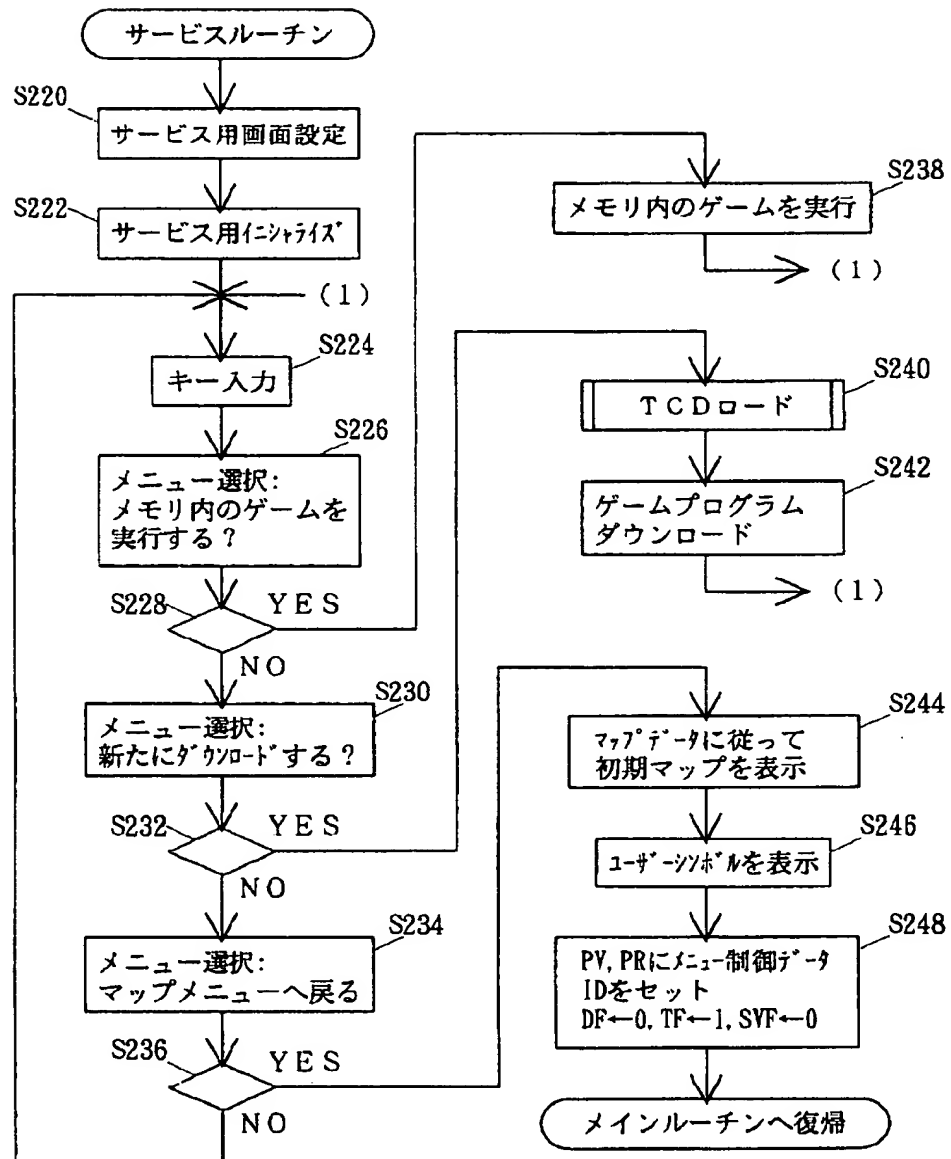 サービスルーチン
S220
サービス用画面設定
S222
サービス用イニシャライズ
(1)
S224
キー入力
S226
メニュー選択:
メモリ内のゲームを
実行する?
S228
YES
NO
S230
メニュー選択:
新たにダウンロードする?
S232
YES
NO
S234
メニュー選択:
マップメニューへ戻る
S236
YES
NO
S238
メモリ内のゲームを実行
(1)
S240
TCDロード
S242
ゲームプログラム
ダウンロード
(1)
S244
マップデータに従って
初期マップを表示
S246
ユーザーシンボルを表示
S248
PV,PRにメニュー制御データ
IDをセット
DF←0,TF←1,SVF←0
メインルーチンへ復帰